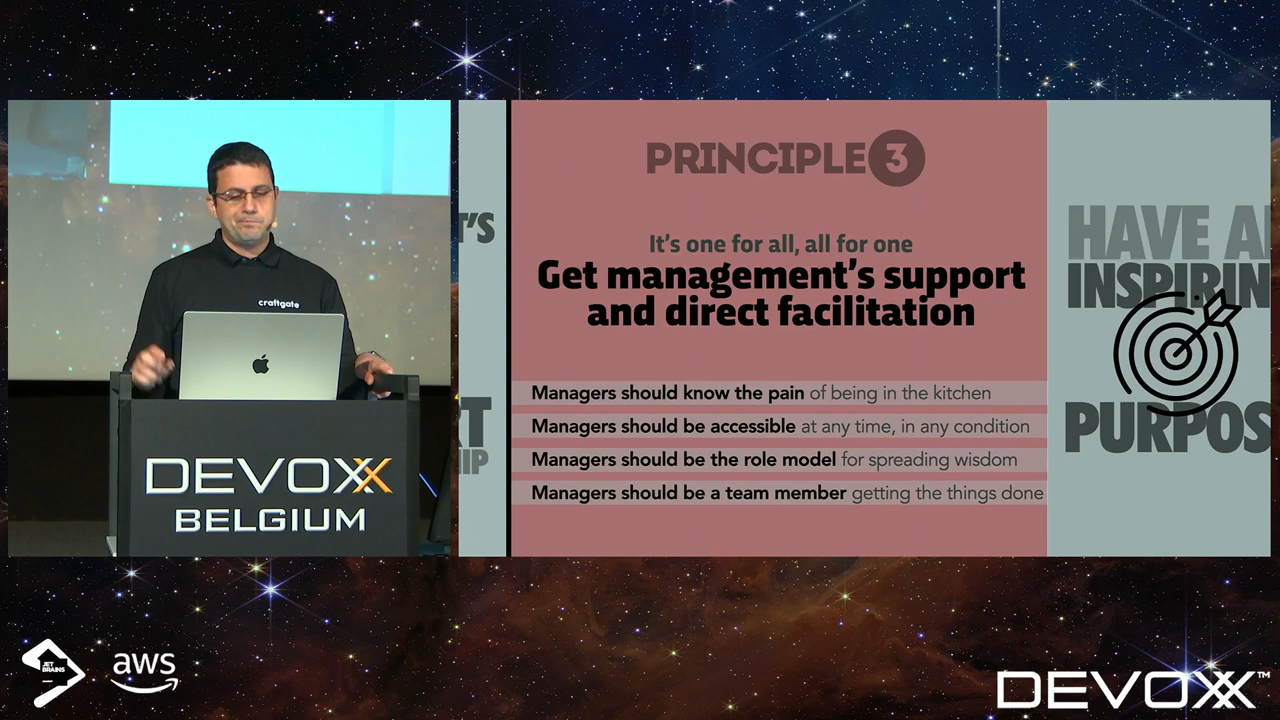 craftgate
DEVOXX
BELGIUM
T'S
RT
IP
PRINCIPLE 3
It's one for all, all for one
Get management's support
and direct facilitation
Managers should know the pain of being in the kitchen
Managers should be accessible at any time, in any condition
Managers should be the role model for spreading wisdom
Managers should be a team member getting the things done
HAVE A
INSPIRIN
PURPOS
JET
BRAINS
aws
DEVOXX™